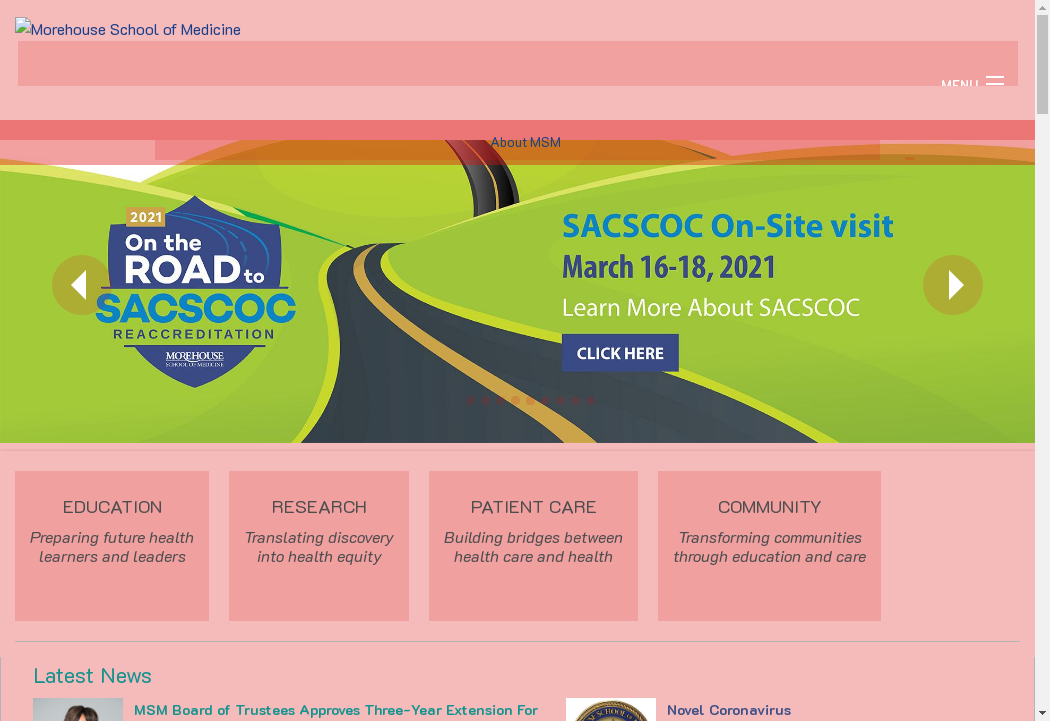 Morehouse School of Medicine
MENU
About MSM
2021
On the
ROAD to
SACSCOC
REACCREDITATION
MOREHOUSE
SCHOOL OF MEDICINE
SACSCOC On-Site visit
March 16-18, 2021
Learn More About SACSCOC
CLICK HERE
EDUCATION
Preparing future health
learners and leaders
RESEARCH
Translating discovery
into health equity
PATIENT CARE
Building bridges between
health care and health
COMMUNITY
Transforming communities
through education and care
Latest News
MSM Board of Trustees Approves Three-Year Extension For
Novel Coronavirus